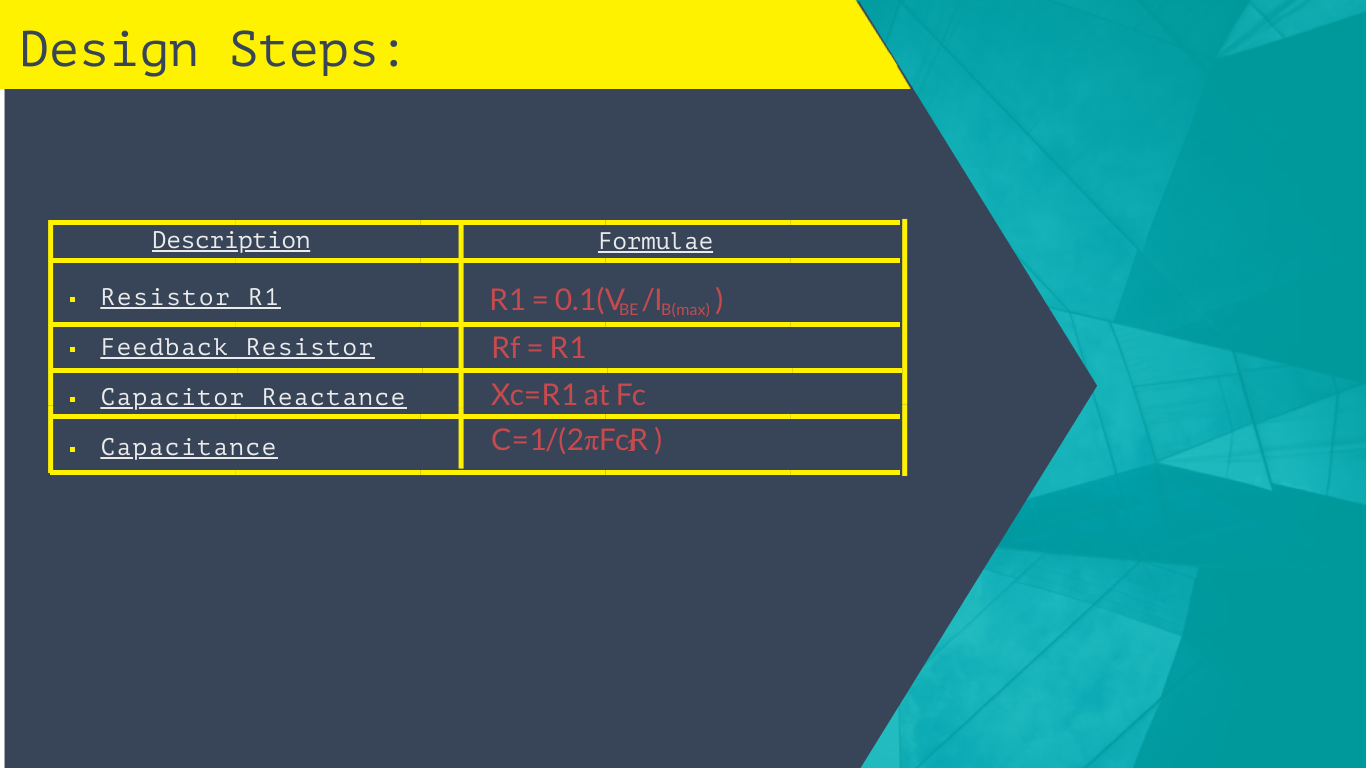 Design Steps:
Description
Formulae
▪ Resistor R1
R1 = 0.1(VBE /IB(max) )
▪ Feedback Resistor
Rf = R1
▪ Capacitor Reactance
Xc=R1 at Fc
▪ Capacitance
C=1/(2πFcR )